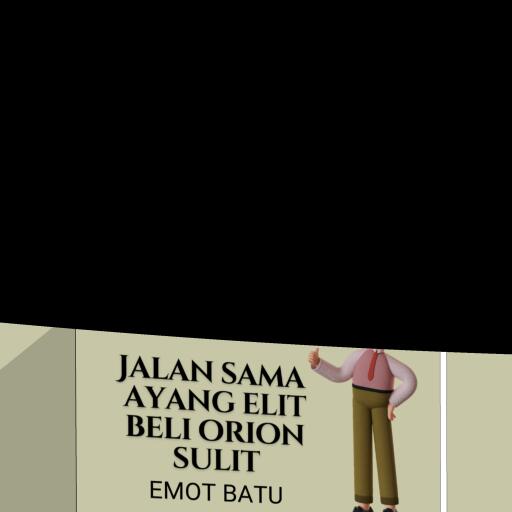 JALAN SAMA
AYANG ELIT
BELI ORION
SULIT
EMOT BATU